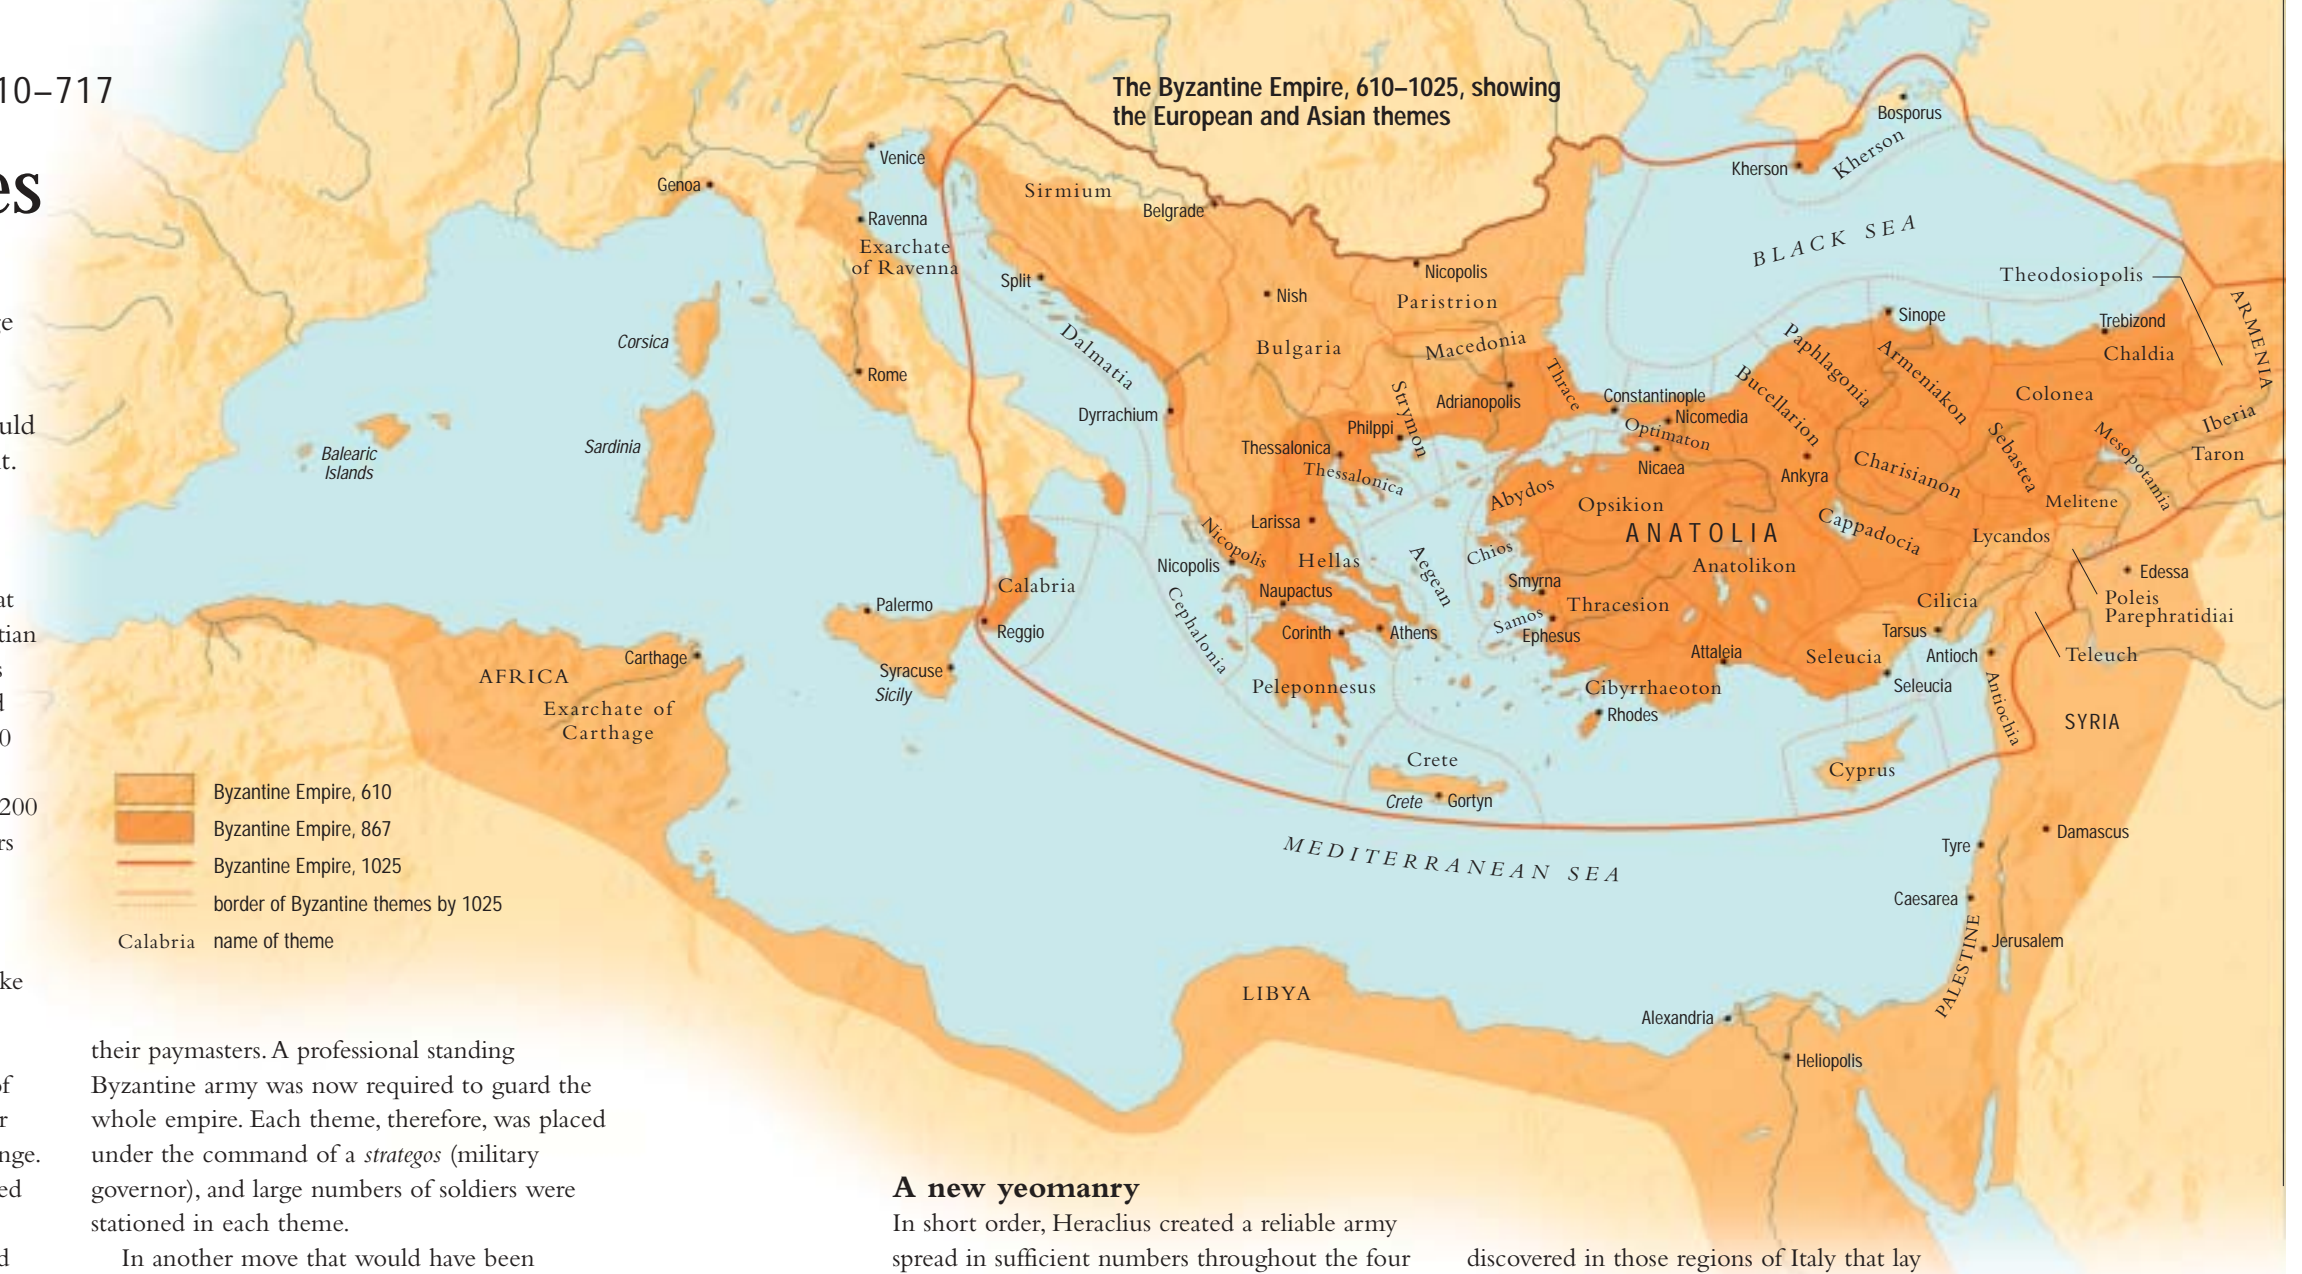 10–717
es
ge
uld
t.
at
tian
s
d
0
200
rs
ke
of
r
nge.
ed
d
The Byzantine Empire, 610–1025, showing
the European and Asian themes
Venice
Genoa
Ravenna
Exarchate
of Ravenna
Corsica
Rome
Sardinia
Balearic
Islands
Sirmium
Belgrade
Split
Nish
Nicopolis
Paristrion
Bulgaria
Macedonia
Dalmatia
Dyrrachium
Adrianopolis
Thrace
Strymon
Philppi
Thessalonica
Thessalonica
Larissa
Nicopolis
Nicopolis
Hellas
Naupactus
Cephalonia
Corinth
Athens
Peleponnesus
Aegean
Calabria
Reggio
Palermo
Syracuse
Sicily
Carthage
AFRICA
Exarchate of
Carthage
Bosporus
Kherson
Kherson
BLACK SEA
Theodosiopolis
ARMENIA
Sinope
Trebizond
Chaldia
Paphlagonia
Armeniakon
Bucellarion
Colonea
Iberia
Taron
Mesopotamia
Sebastea
Constantinople
Nicomedia
Optimaton
Nicaea
Ankyra
Charisianon
Melitene
Abydos
Opsikion
ANATOLIA
Cappadocia
Lycandos
Chios
Anatolikon
Edessa
Smyrna
Thracesion
Cilicia
Poleis
Parephratidiai
Samos
Ephesus
Tarsus
Attaleia
Seleucia
Antioch
Teleuch
Cibyrrhaeoton
Seleucia
Rhodes
Antiochia
SYRIA
Crete
Crete
Gortyn
Cyprus
MEDITERRANEAN SEA
Tyre
Damascus
Caesarea
PALESTINE
Jerusalem
LIBYA
Alexandria
Heliopolis
Byzantine Empire, 610
Byzantine Empire, 867
Byzantine Empire, 1025
border of Byzantine themes by 1025
Calabria name of theme
their paymasters. A professional standing
Byzantine army was now required to guard the
whole empire. Each theme, therefore, was placed
under the command of a strategos (military
governor), and large numbers of soldiers were
stationed in each theme.
In another move that would have been
A new yeomanry
In short order, Heraclius created a reliable army
spread in sufficient numbers throughout the four
discovered in those regions of Italy that lay